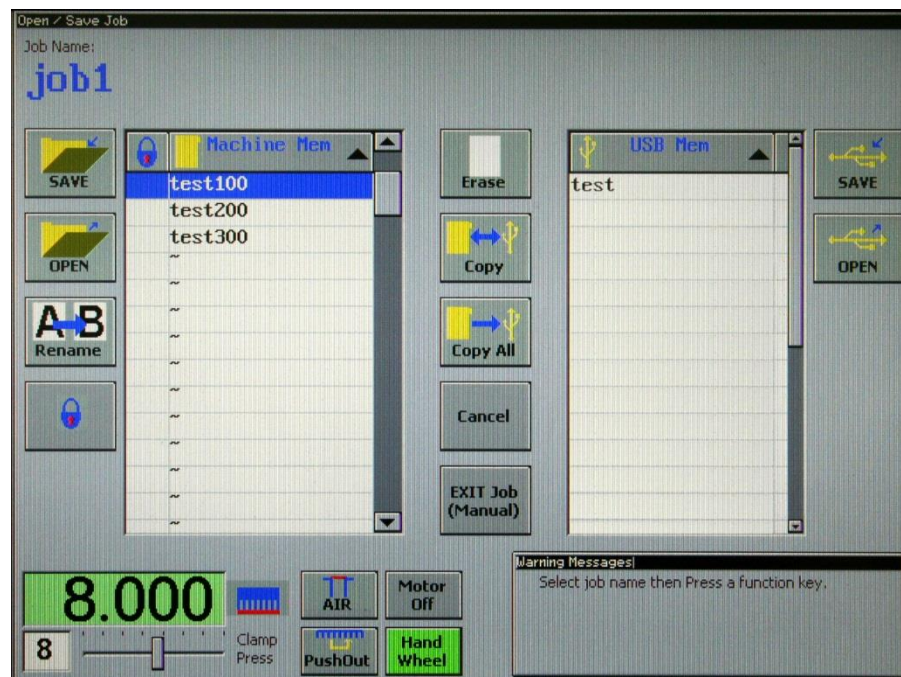 Open / Save Job
Job Name:
job1
Machine Mem
USB Mem
SAVE
test100
Erase
test
SAVE
test200
test300
OPEN
~
Copy
OPEN
~
A B
~
Rename
~
Copy All
~
~
~
Cancel
~
~
EXIT Job
(Manual)
~
~
Warning Messages
Select job name then Press a function key.
8.000
AIR
Motor
Off
8
Clamp
Press
PushOut
Hand
Wheel